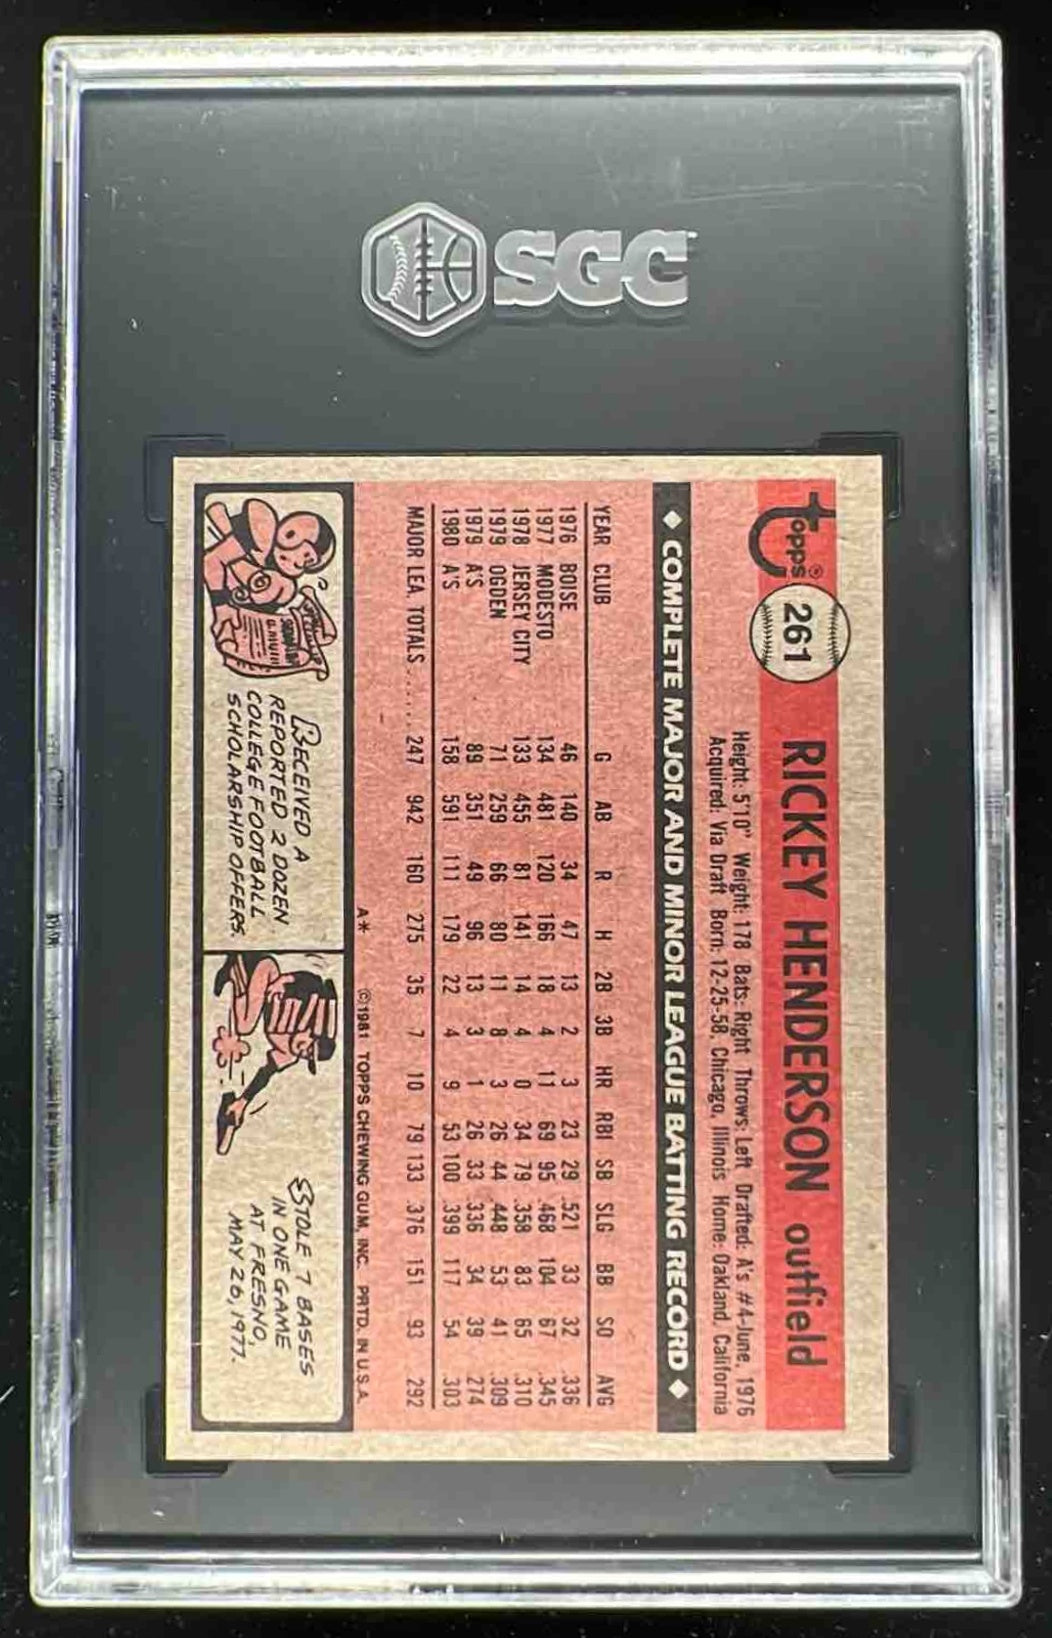 SGC
topps® 261 RICKEY HENDERSON outfield
Height: 5'10" Weight: 178 Bats: Right Throws: Left Drafted: A's #4-June, 1976
Acquired: Via Draft Born: 12-25-58, Chicago, Illinois Home: Oakland, California
◆ COMPLETE MAJOR AND MINOR LEAGUE BATTING RECORD ◆
YEAR CLUB G AB R H 2B 3B HR RBI SB SLG BB SO AVG
1976 BOISE 46 140 34 47 13 2 3 23 29 .521 33 32 .336
1977 MODESTO 134 481 120 166 18 4 11 69 95 .468 104 67 .345
1978 JERSEY CITY 133 455 81 141 14 4 0 34 79 .358 83 65 .310
1979 OGDEN 71 259 66 80 11 8 3 26 44 .448 53 41 .309
1979 A'S 89 351 49 96 13 3 1 26 33 .336 34 39 .274
1980 A'S 158 591 111 179 22 4 9 53 100 .399 117 54 .303
MAJOR LEA. TOTALS...... 247 942 160 275 35 7 10 79 133 .376 151 93 .292
A* ©1981 TOPPS CHEWING GUM, INC. PRTD. IN U.S.A.
RECEIVED A
REPORTED 2 DOZEN
COLLEGE FOOTBALL
SCHOLARSHIP OFFERS.
STOLE 7 BASES
IN ONE GAME
AT FRESNO,
MAY 26, 1977.